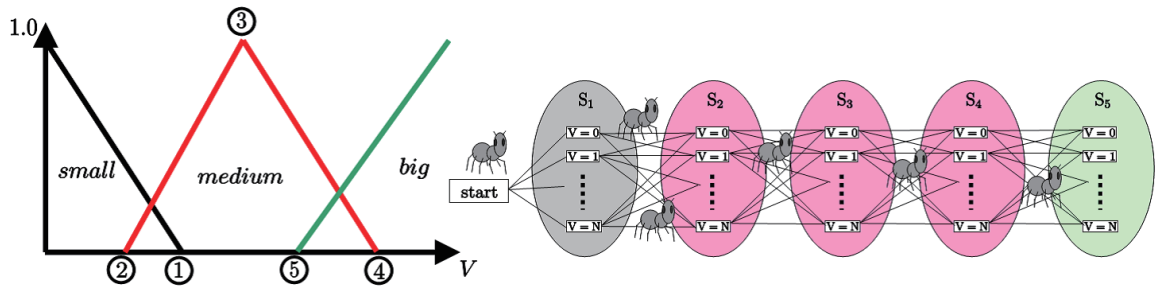 1.0
③
small
medium
big
②
①
⑤
④
V
start
S₁
S₂
S₃
S₄
S₅
V = 0
V = 0
V = 0
V = 0
V = 0
V = 1
V = 1
V = 1
V = 1
V = 1
V = N
V = N
V = N
V = N
V = N